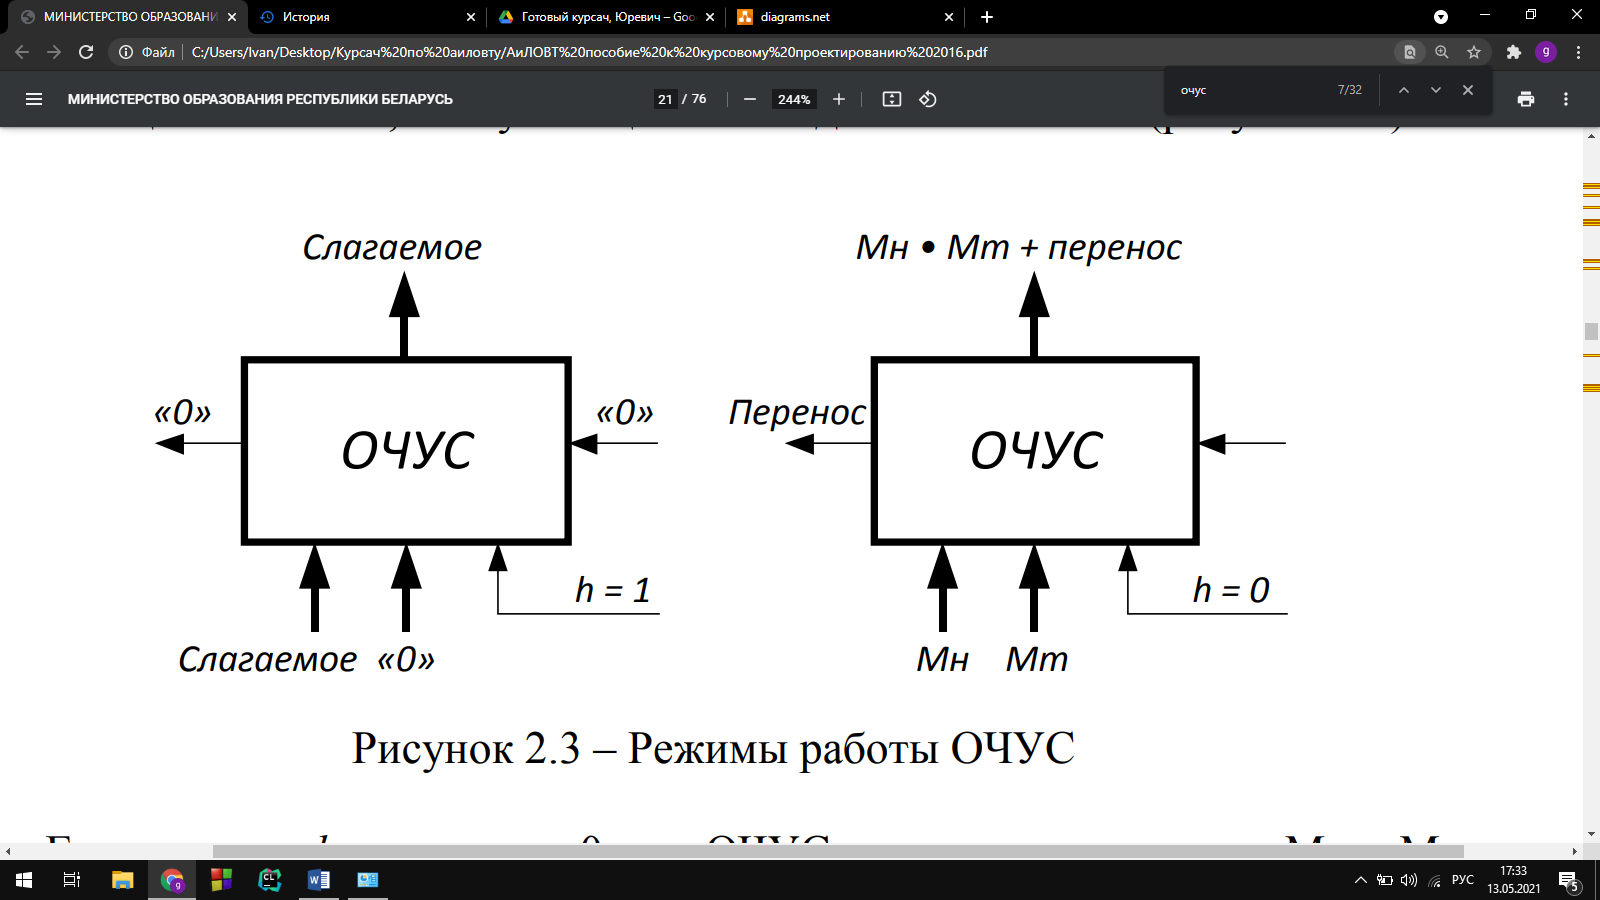 МИНИСТЕРСТВО ОБРАЗОВАНИ
История
Готовый курсач, Юревич – Goo
diagrams.net
Файл
C:/Users/Ivan/Desktop/Курсач%20по%20аиловту/АиЛОВТ%20пособие%20к%20курсовому%20проектированию%202016.pdf
g
МИНИСТЕРСТВО ОБРАЗОВАНИЯ РЕСПУБЛИКИ БЕЛАРУСЬ
21 / 76
244%
очус
7/32
Слагаемое
Мн • Мт + перенос
«0»
«0»
Перенос
ОЧУС
ОЧУС
h = 1
h = 0
Слагаемое «0»
Мн Мт
Рисунок 2.3 – Режимы работы ОЧУС
РУС
17:33
13.05.2021
5